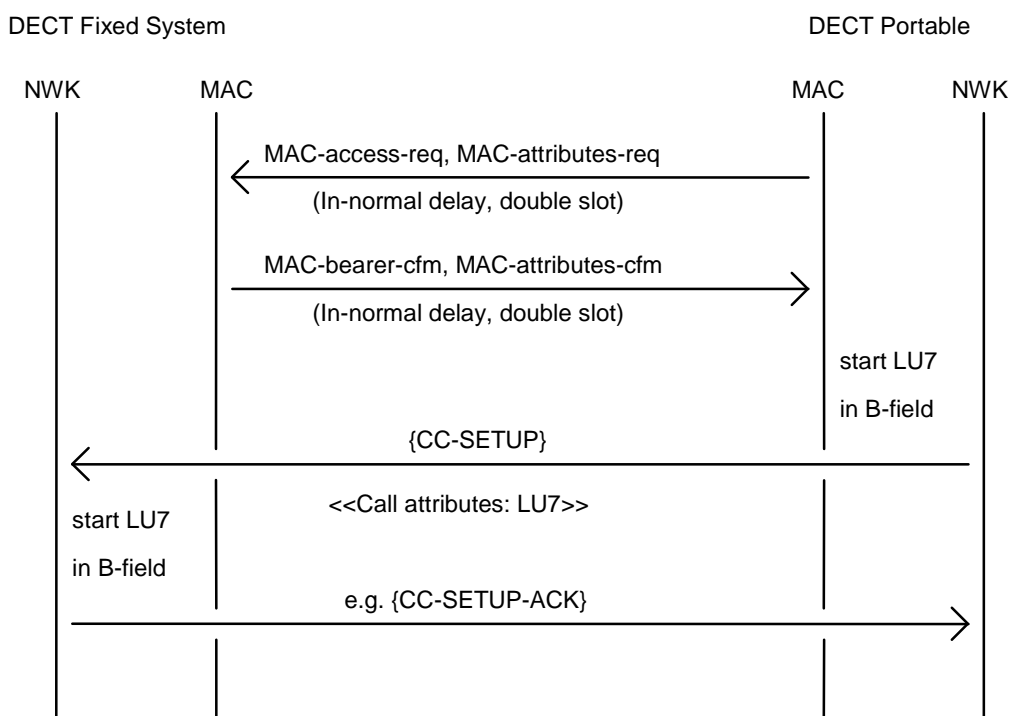 DECT Fixed System DECT Portable
NWK MAC MAC NWK
MAC-access-req, MAC-attributes-req
(In-normal delay, double slot)
MAC-bearer-cfm, MAC-attributes-cfm
(In-normal delay, double slot)
start LU7
in B-field
{CC-SETUP}
<<Call attributes: LU7>>
start LU7
in B-field
e.g. {CC-SETUP-ACK}